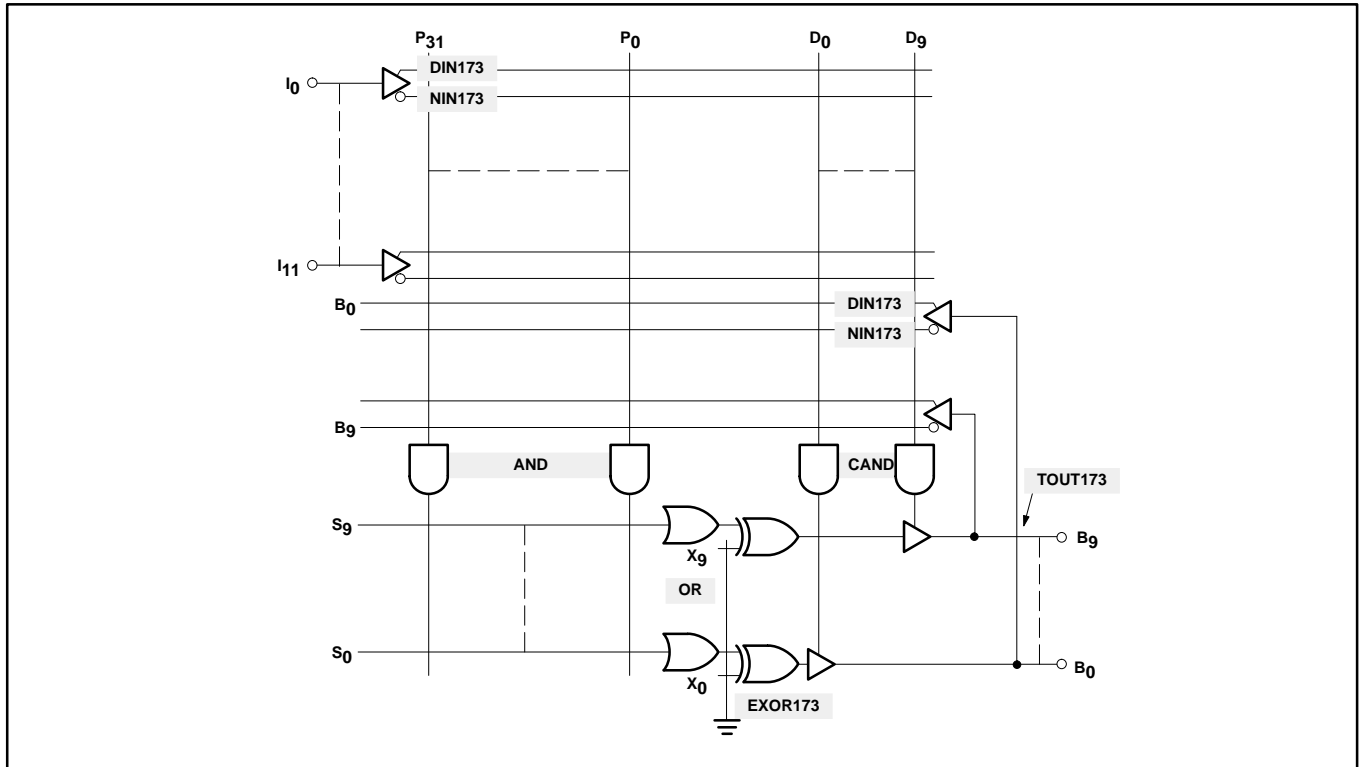 P31 P0 D0 D9
DIN173
I0
NIN173
I11
B0
DIN173
NIN173
B9
AND
CAND
TOUT173
S9
X9
B9
OR
S0
X0
B0
EXOR173